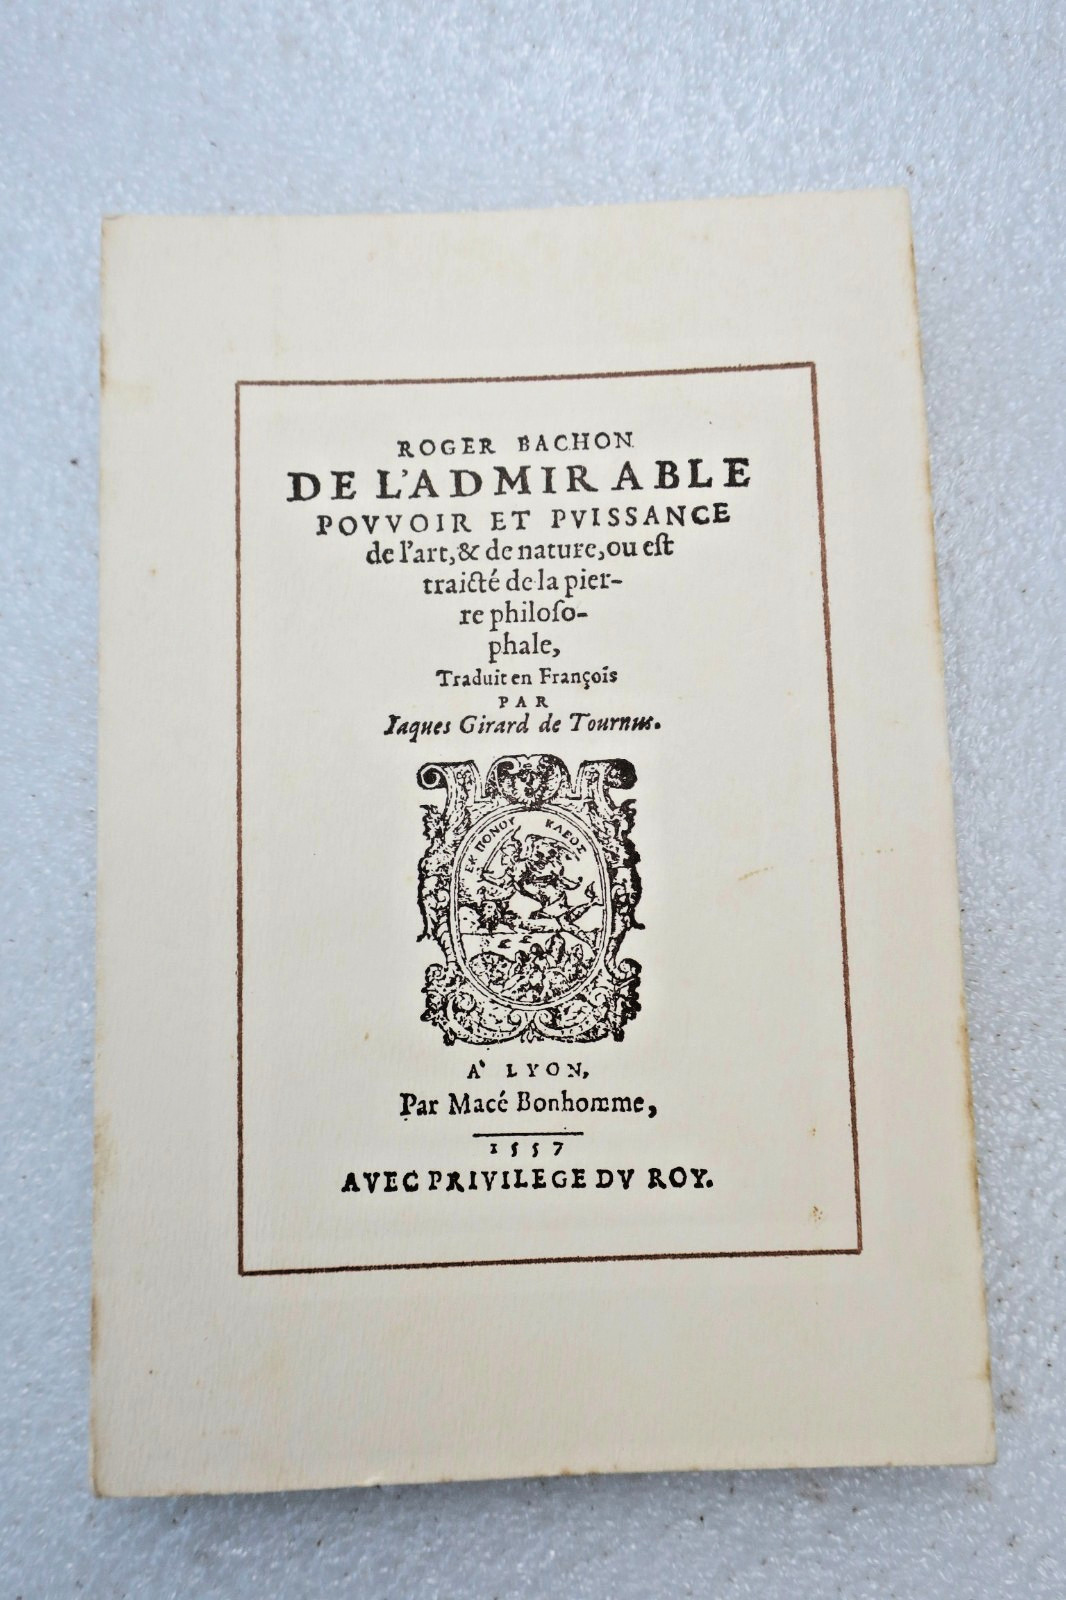 ROGER BACHON
DE L'ADMIRABLE
POVVOIR ET PVISSANCE
de l'art, & de nature, ou eſt
traicté de la pier-
re philoſo-
phale,
Traduit en François
PAR
Iaques Girard de Tournus.
ΕΚ ΠΟΝΟΥ ΚΛΕΟΣ
A' LYON,
Par Macé Bonhomme,
1557
AVEC PRIVILEGE DV ROY.